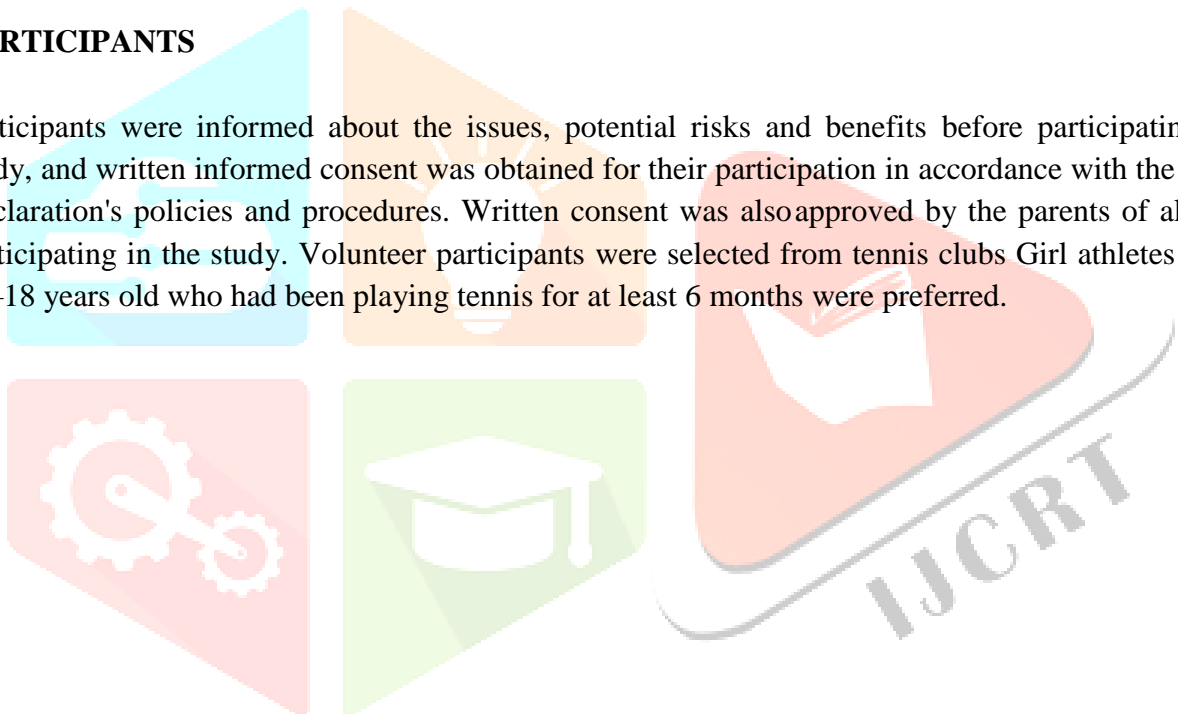 ARTICIPANTS
ticipants were informed about the issues, potential risks and benefits before participatin
dy, and written informed consent was obtained for their participation in accordance with the
claration's policies and procedures. Written consent was alsoapproved by the parents of al
ticipating in the study. Volunteer participants were selected from tennis clubs Girl athletes
–18 years old who had been playing tennis for at least 6 months were preferred.
IJCRT